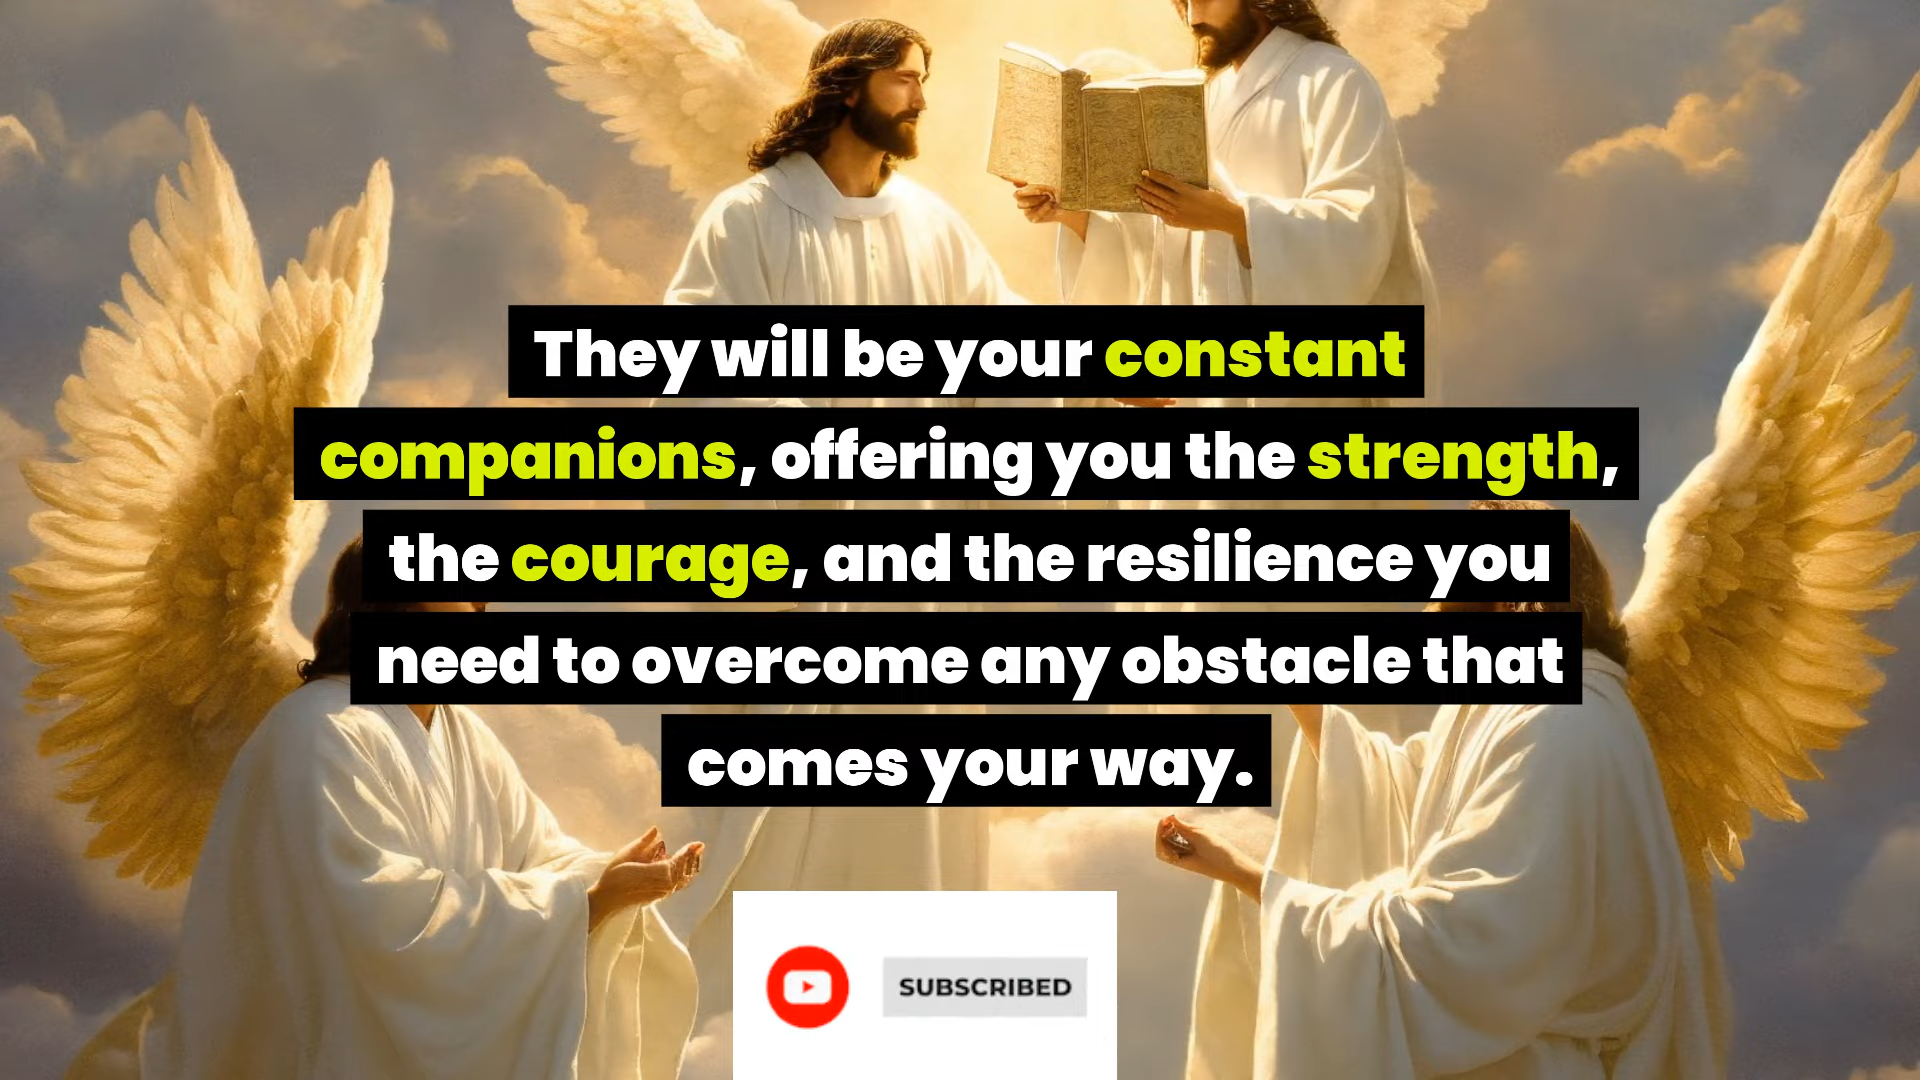 They will be your constant
companions, offering you the strength,
the courage, and the resilience you
need to overcome any obstacle that
comes your way.
SUBSCRIBED